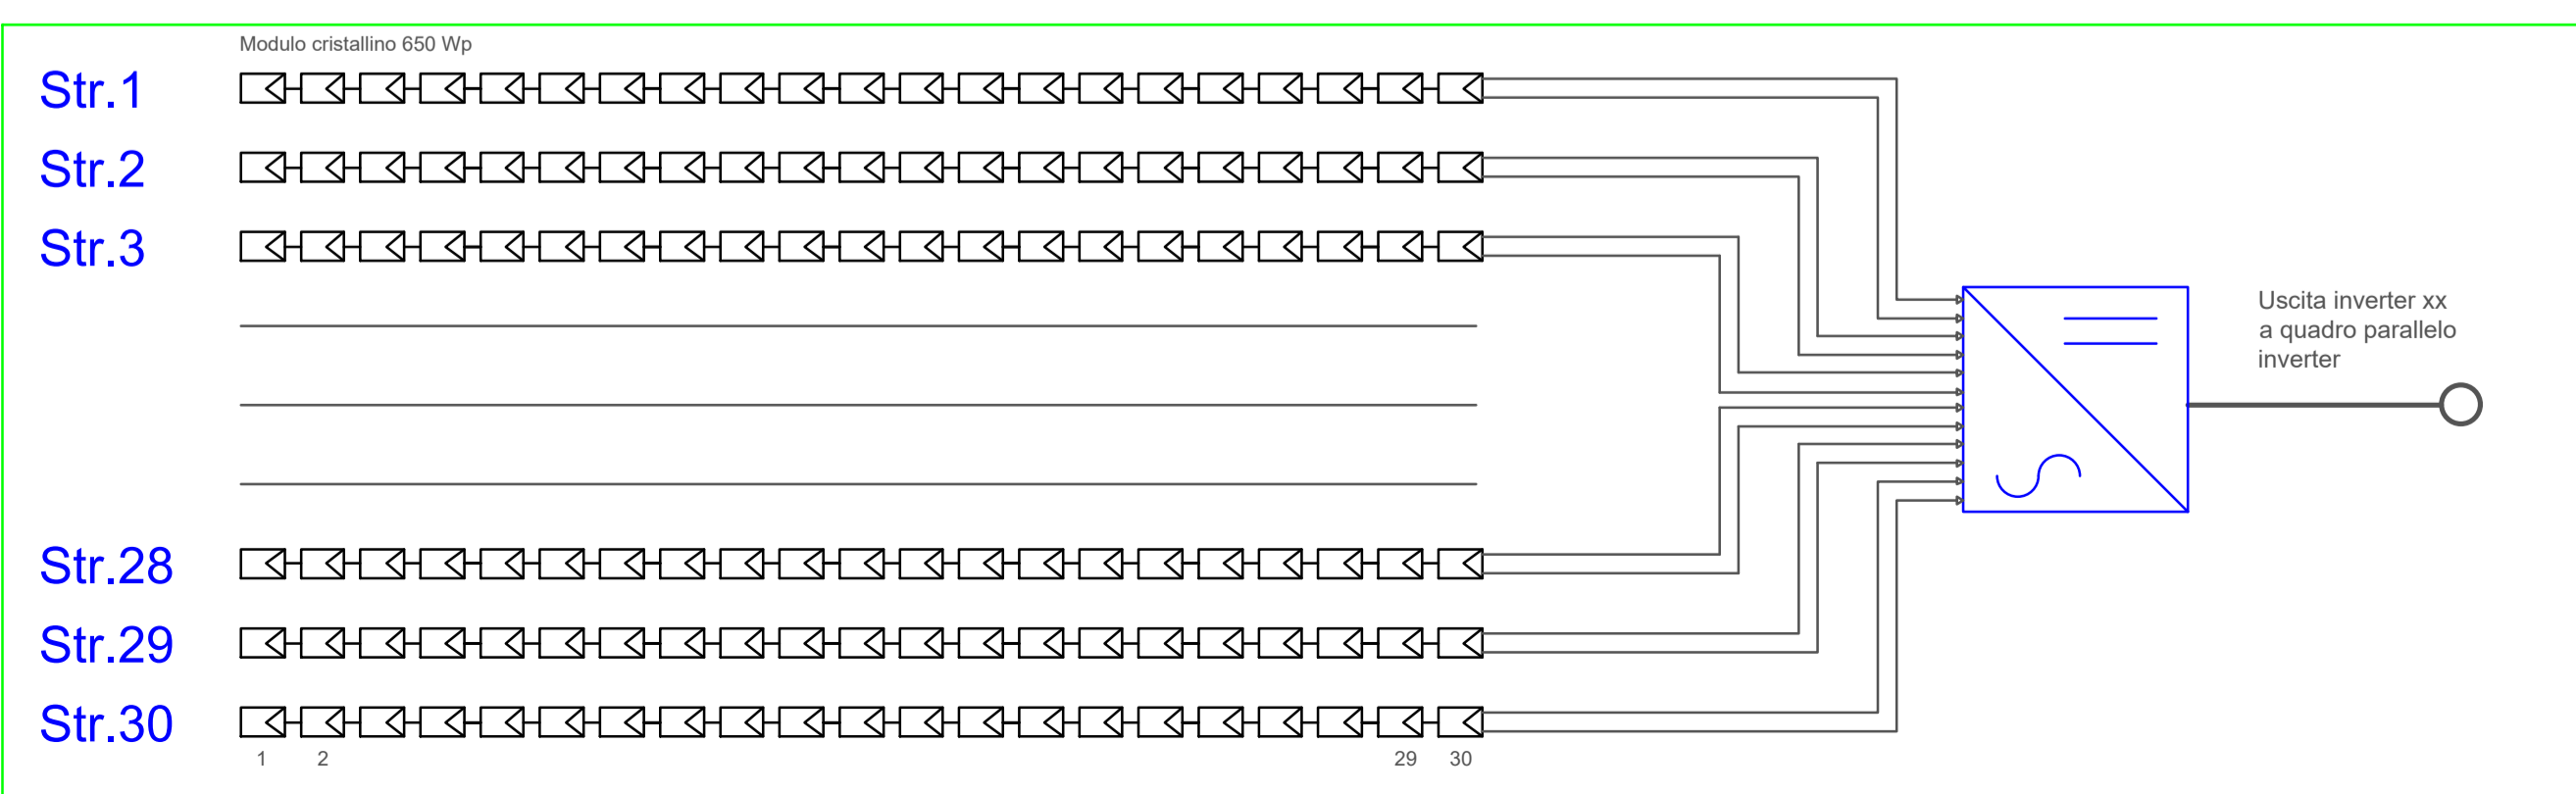 Modulo cristallino 650 Wp
Str.1
Str.2
Str.3
Uscita inverter xx
a quadro parallelo
inverter
Str.28
Str.29
Str.30
1 2 29 30